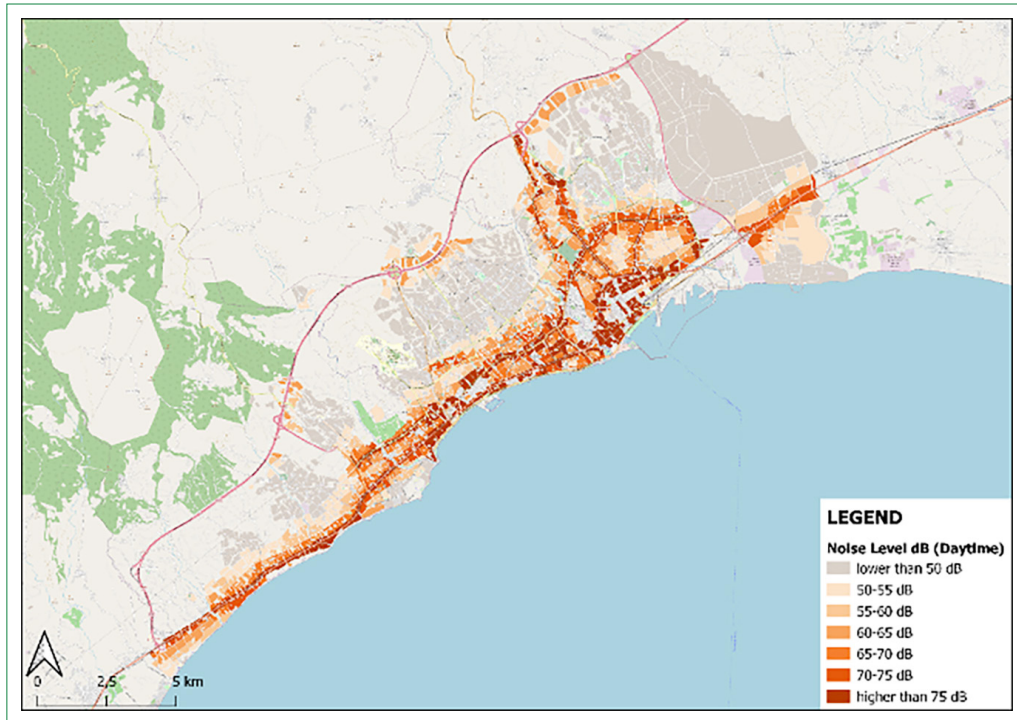 LEGEND
Noise Level dB (Daytime)
lower than 50 dB
50-55 dB
55-60 dB
60-65 dB
65-70 dB
70-75 dB
higher than 75 dB
0 2,5 5 km